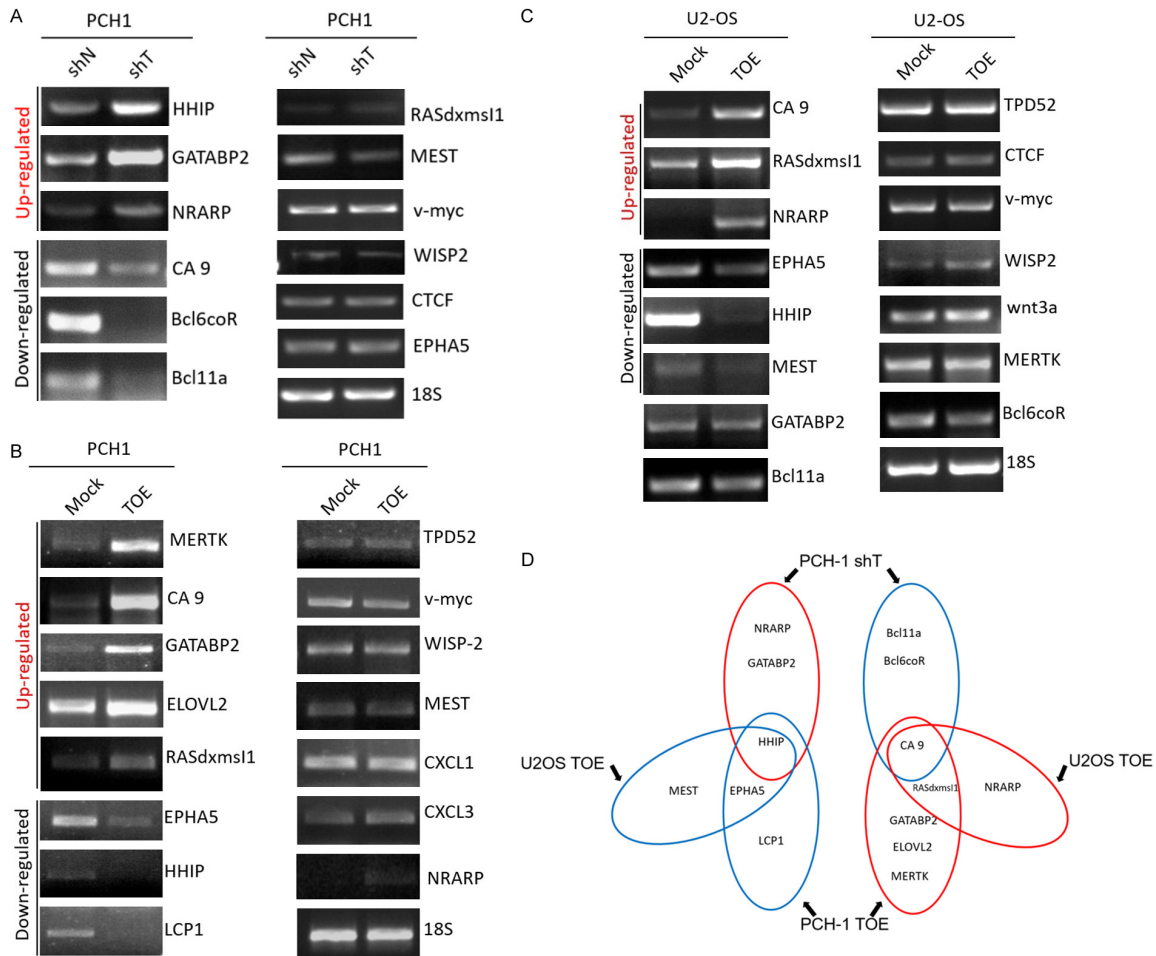 A
PCH1
shN
shT
Up-regulated
HHIP
GATABP2
NRARP
Down-regulated
CA 9
Bcl6coR
Bcl11a
PCH1
shN
shT
RASdxmsl1
MEST
v-myc
WISP2
CTCF
EPHA5
18S
B
PCH1
Mock
TOE
Up-regulated
MERTK
CA 9
GATABP2
ELOVL2
RASdxmsl1
Down-regulated
EPHA5
HHIP
LCP1
PCH1
Mock
TOE
TPD52
v-myc
WISP-2
MEST
CXCL1
CXCL3
NRARP
18S
C
U2-OS
Mock
TOE
Up-regulated
CA 9
RASdxmsl1
NRARP
Down-regulated
EPHA5
HHIP
MEST
GATABP2
Bcl11a
U2-OS
Mock
TOE
TPD52
CTCF
v-myc
WISP2
wnt3a
MERTK
Bcl6coR
18S
D
PCH-1 shT
NRARP
GATABP2
HHIP
U2OS TOE
MEST
EPHA5
LCP1
Bcl11a
Bcl6coR
CA 9
U2OS TOE
RASdxmsl1
NRARP
GATABP2
ELOVL2
MERTK
PCH-1 TOE